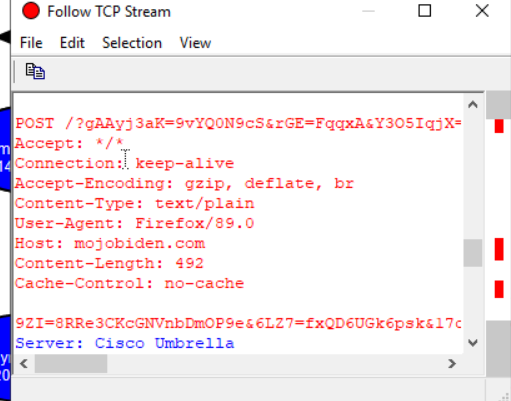 Follow TCP Stream
File Edit Selection View
POST /?gAAyj3aK=9vYQ0N9cS&rGE=FqqxA&Y3O5IqjX=
Accept: */*
Connection: keep-alive
Accept-Encoding: gzip, deflate, br
Content-Type: text/plain
User-Agent: Firefox/89.0
Host: mojobiden.com
Content-Length: 492
Cache-Control: no-cache
9ZI=8RRe3CKcGNVnbDmOP9e&6LZ7=fxQD6UGk6psk&17c
Server: Cisco Umbrella